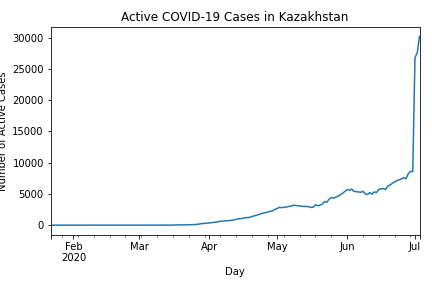 Active COVID-19 Cases in Kazakhstan
30000
25000
20000
15000
10000
5000
0
Number of Active Cases
Feb Mar Apr May Jun Jul
2020
Day